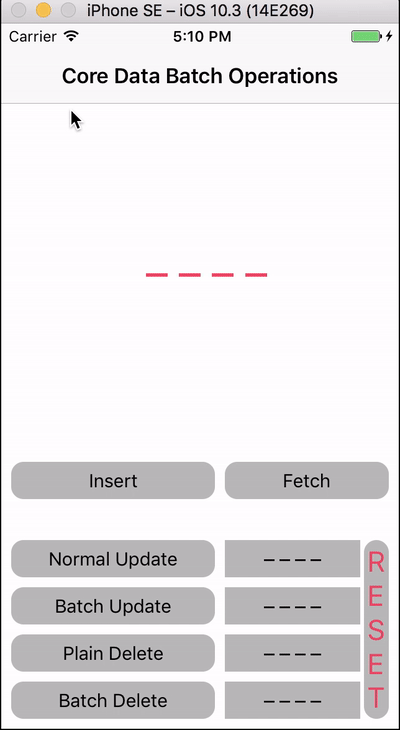 iPhone SE – iOS 10.3 (14E269)
Carrier 5:10 PM
Core Data Batch Operations
– – – –
Insert Fetch
Normal Update – – – –
Batch Update – – – –
Plain Delete – – – –
Batch Delete – – – –
R
E
S
E
T